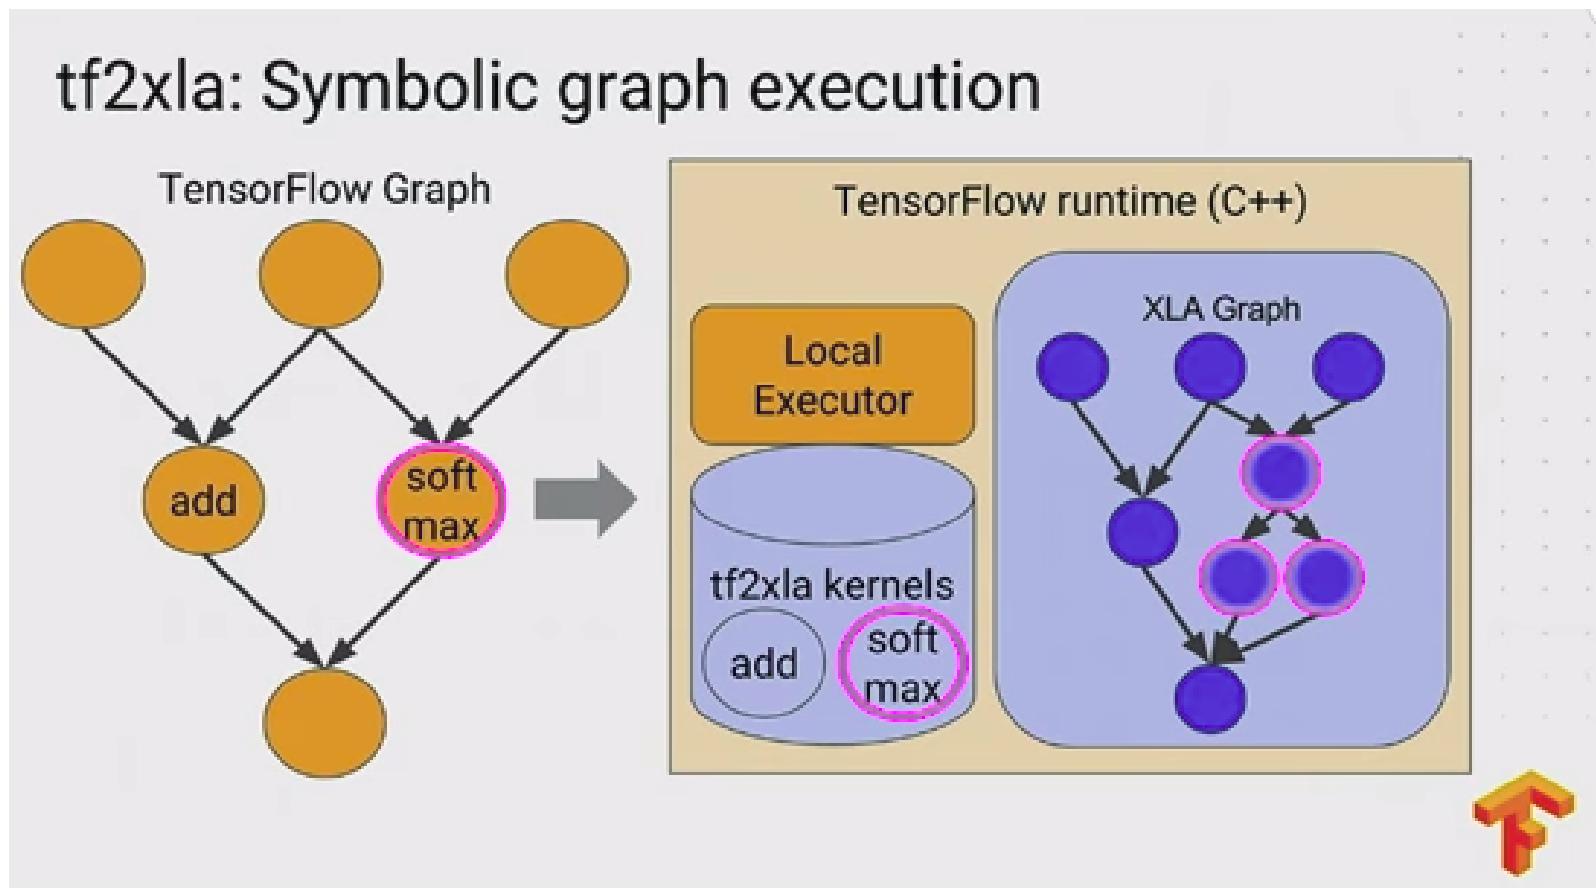 tf2xla: Symbolic graph execution
TensorFlow Graph
add
soft
max
TensorFlow runtime (C++)
Local
Executor
tf2xla kernels
add
soft
max
XLA Graph